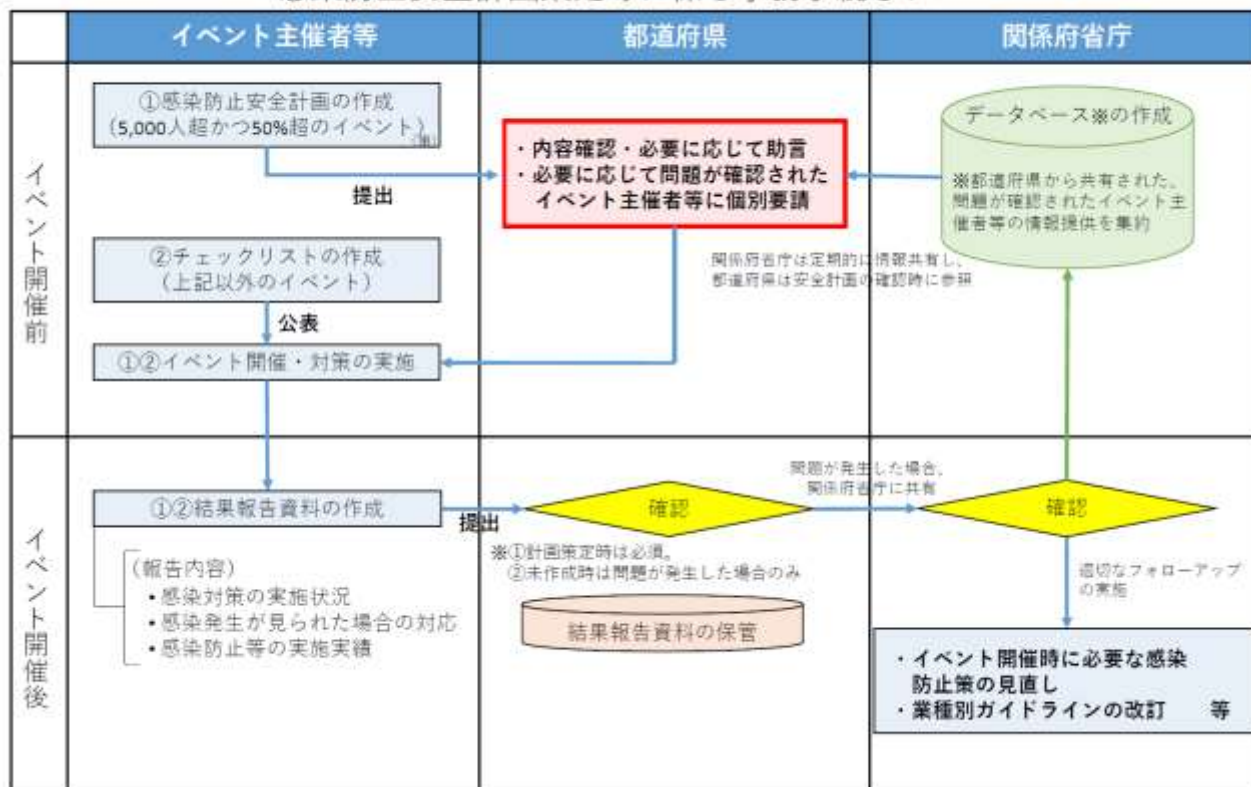 イベント主催者等
都道府県
関係府省庁
イベント開催前
①感染防止安全計画の作成
(5,000人超かつ50%超のイベント)
提出
・内容確認・必要に応じて助言
・必要に応じて問題が確認された
イベント主催者等に個別要請
データベース※の作成
※都道府県から共有された、
問題が確認されたイベント主
催者等の情報提供を集約
関係府省庁は定期的に情報共有し、
都道府県は安全計画の確認時に参照
②チェックリストの作成
(上記以外のイベント)
公表
①②イベント開催・対策の実施
イベント開催後
①②結果報告資料の作成
提出
(報告内容)
・感染対策の実施状況
・感染発生が見られた場合の対応
・感染防止等の実施実績
確認
※①計画策定時は必須。
②未作成時は問題が発生した場合のみ
結果報告資料の保管
問題が発生した場合、
関係府省庁に共有
確認
適切なフォローアップ
の実施
・イベント開催時に必要な感染
防止策の見直し
・業種別ガイドラインの改訂 等